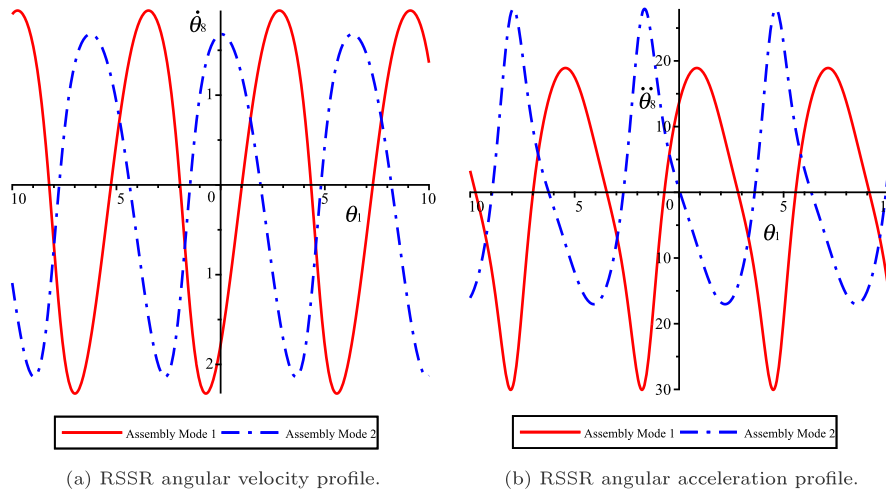 θ̇8
θ̈8
20
10
1
10 5 0 5 10
10 5 0 5 10
θ1
θ1
1
10
20
2
30
Assembly Mode 1 Assembly Mode 2
Assembly Mode 1 Assembly Mode 2
(a) RSSR angular velocity profile.
(b) RSSR angular acceleration profile.